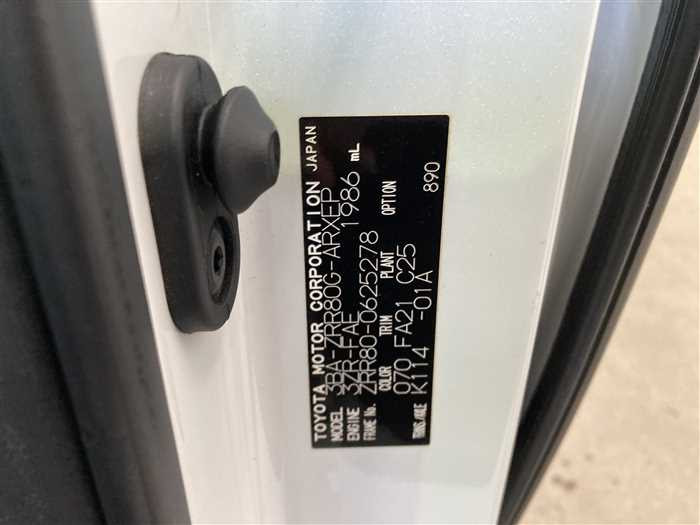 TOYOTA MOTOR CORPORATION JAPAN
MODEL 3BA-ZRR80G-ARXEP
ENGINE 3ZR-FAE 1986 mL
FRAME No. ZRR80-0625278
COLOR TRIM PLANT OPTION
070 FA21 C25 890
TRANS/AXLE K114 -01A